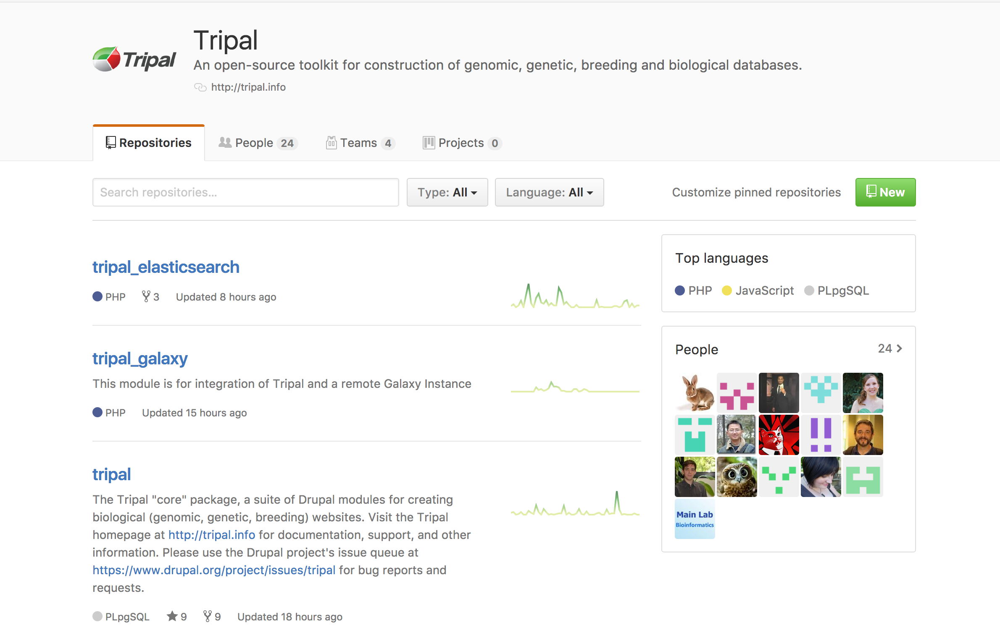 Tripal
Tripal
An open-source toolkit for construction of genomic, genetic, breeding and biological databases.
http://tripal.info
Repositories
People 24
Teams 4
Projects 0
Search repositories...
Type: All
Language: All
Customize pinned repositories
New
tripal_elasticsearch
PHP 3 Updated 8 hours ago
tripal_galaxy
This module is for integration of Tripal and a remote Galaxy Instance
PHP Updated 15 hours ago
tripal
The Tripal "core" package, a suite of Drupal modules for creating
biological (genomic, genetic, breeding) websites. Visit the Tripal
homepage at http://tripal.info for documentation, support, and other
information. Please use the Drupal project's issue queue at
https://www.drupal.org/project/issues/tripal for bug reports and
requests.
PLpgSQL 9 9 Updated 18 hours ago
Top languages
PHP JavaScript PLpgSQL
People 24
Main Lab
Bioinformatics